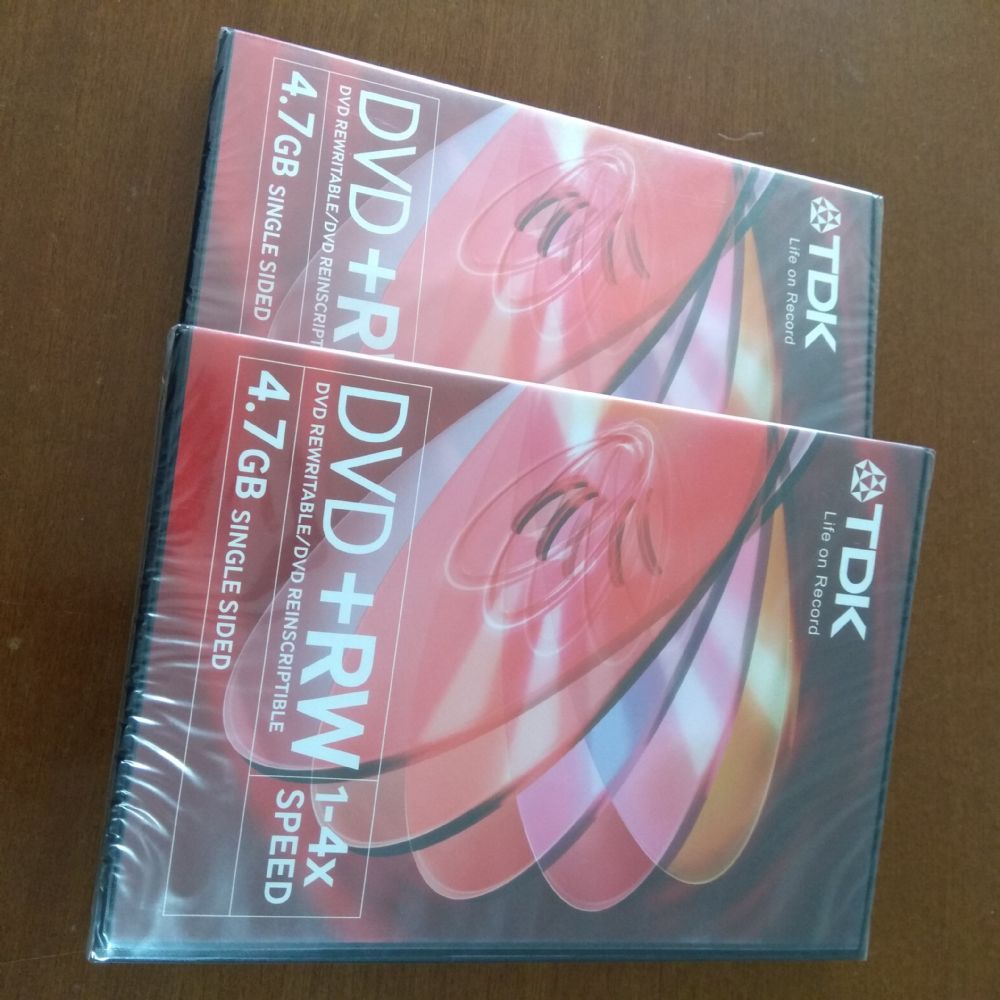 TDK
Life on Record
DVD+R
DVD REWRITABLE/DVD REINSCRIPT
4.7GB SINGLE SIDED
TDK
Life on Record
DVD+RW 1-4x
DVD REWRITABLE/DVD REINSCRIPTIBLE SPEED
4.7GB SINGLE SIDED